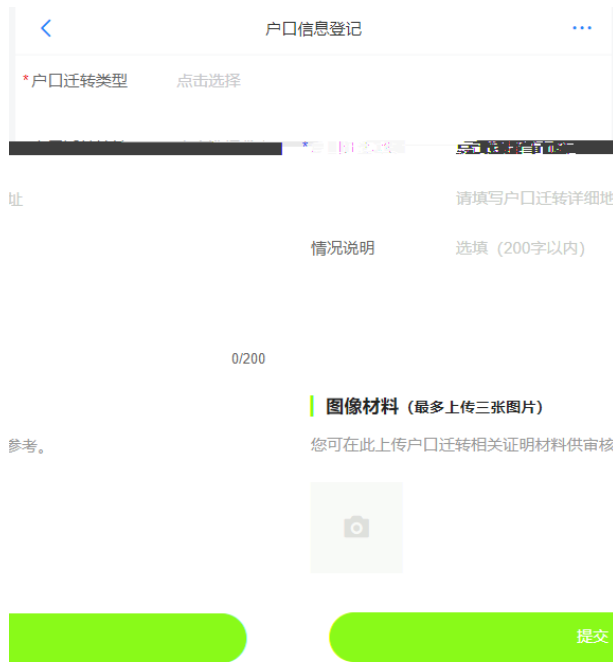 户口信息登记
*户口迁转类型 点击选择
址 请填写户口迁转详细地
情况说明 选填（200字以内）
0/200
图像材料（最多上传三张图片）
参考。 您可在此上传户口迁转相关证明材料供审核
提交